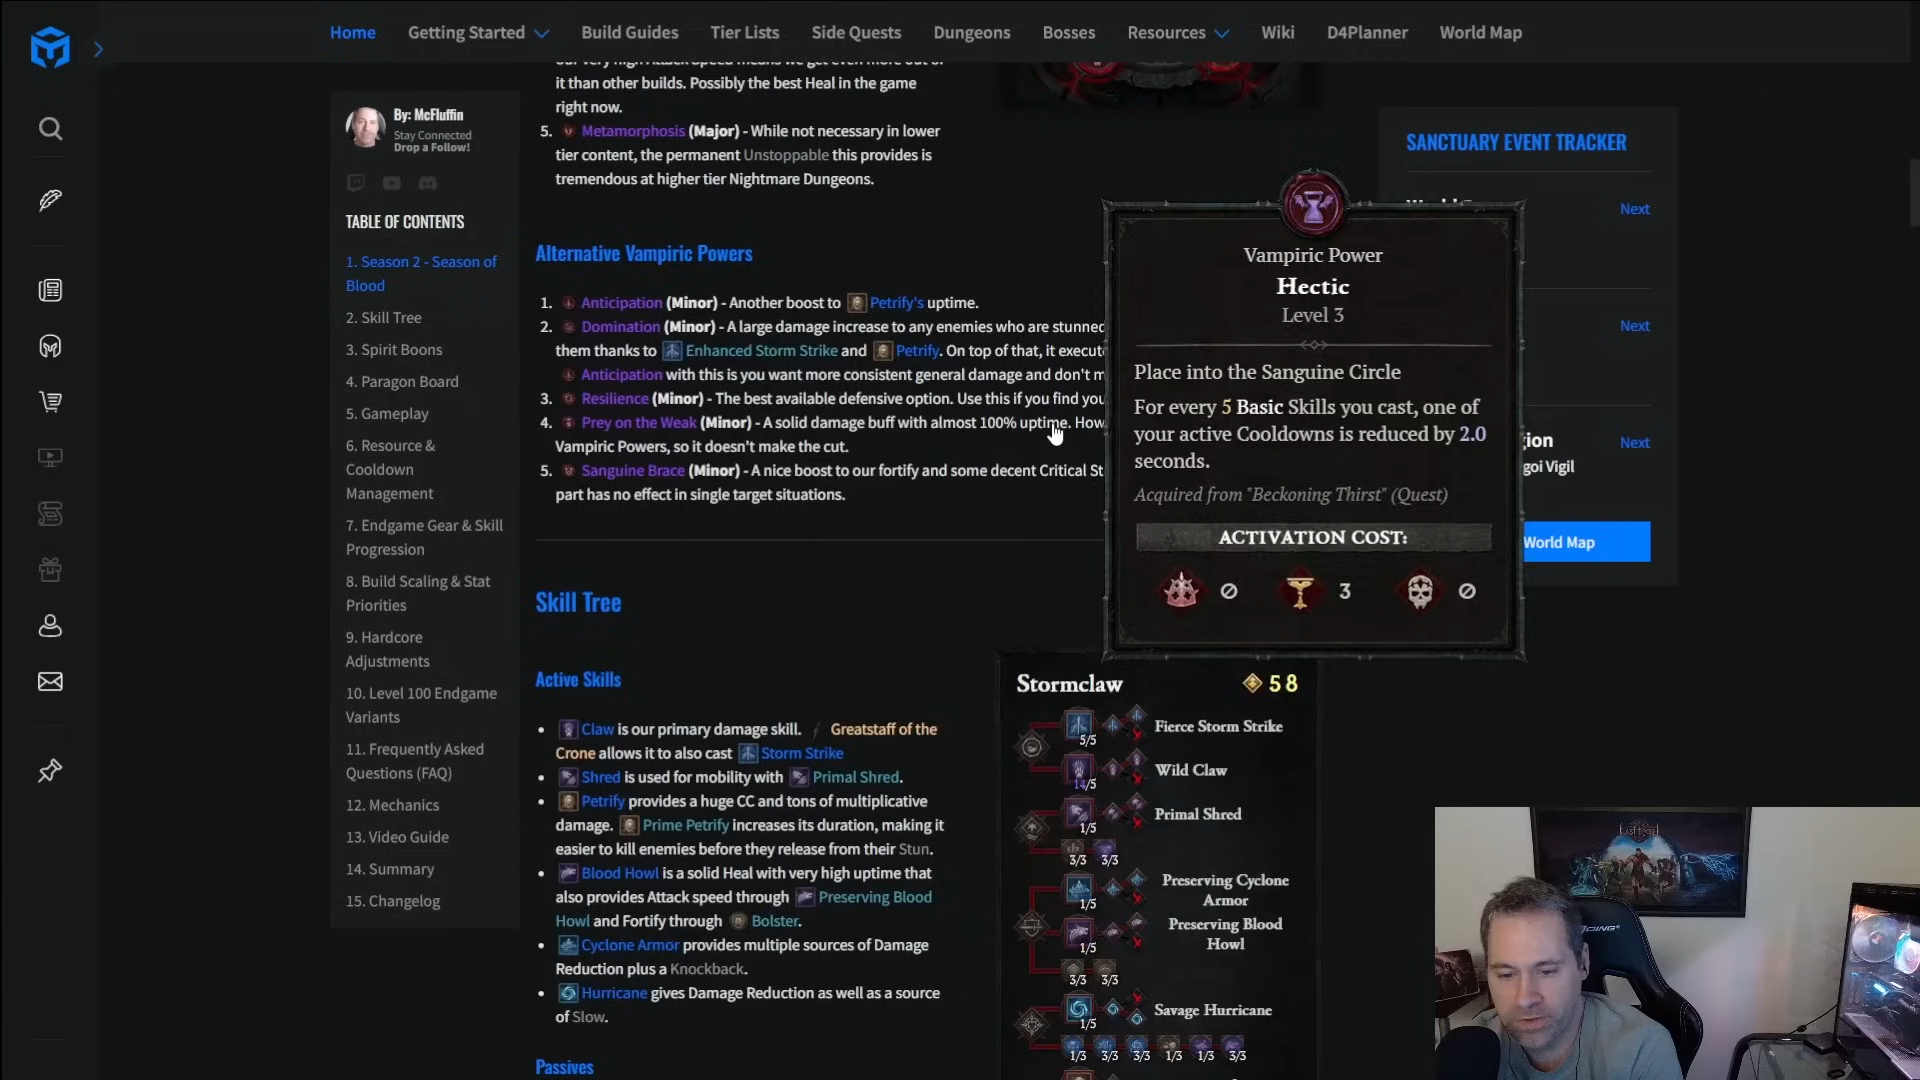 Home
Getting Started
Build Guides
Tier Lists
Side Quests
Dungeons
Bosses
Resources
Wiki
D4Planner
World Map
By: McFluffin
Stay Connected
Drop a Follow!
TABLE OF CONTENTS
1. Season 2 - Season of
Blood
2. Skill Tree
3. Spirit Boons
4. Paragon Board
5. Gameplay
6. Resource &
Cooldown
Management
7. Endgame Gear & Skill
Progression
8. Build Scaling & Stat
Priorities
9. Hardcore
Adjustments
10. Level 100 Endgame
Variants
11. Frequently Asked
Questions (FAQ)
12. Mechanics
13. Video Guide
14. Summary
15. Changelog
it than other builds. Possibly the best Heal in the game
right now.
5. Metamorphosis (Major) - While not necessary in lower
tier content, the permanent Unstoppable this provides is
tremendous at higher tier Nightmare Dungeons.
Alternative Vampiric Powers
1. Anticipation (Minor) - Another boost to Petrify's uptime.
2. Domination (Minor) - A large damage increase to any enemies who are stunned
them thanks to Enhanced Storm Strike and Petrify. On top of that, it execut
Anticipation with this is you want more consistent general damage and don't m
3. Resilience (Minor) - The best available defensive option. Use this if you find you
4. Prey on the Weak (Minor) - A solid damage buff with almost 100% uptime. How
Vampiric Powers, so it doesn't make the cut.
5. Sanguine Brace (Minor) - A nice boost to our fortify and some decent Critical St
part has no effect in single target situations.
Skill Tree
Active Skills
• Claw is our primary damage skill. Greatstaff of the
Crone allows it to also cast Storm Strike
• Shred is used for mobility with Primal Shred.
• Petrify provides a huge CC and tons of multiplicative
damage. Prime Petrify increases its duration, making it
easier to kill enemies before they release from their Stun.
• Blood Howl is a solid Heal with very high uptime that
also provides Attack speed through Preserving Blood
Howl and Fortify through Bolster.
• Cyclone Armor provides multiple sources of Damage
Reduction plus a Knockback.
• Hurricane gives Damage Reduction as well as a source
of Slow.
Passives
SANCTUARY EVENT TRACKER
Next
Next
Next
gion
goi Vigil
World Map
Vampiric Power
Hectic
Level 3
Place into the Sanguine Circle
For every 5 Basic Skills you cast, one of
your active Cooldowns is reduced by 2.0
seconds.
Acquired from "Beckoning Thirst" (Quest)
ACTIVATION COST:
0 3 0
Stormclaw 58
5/5 Fierce Storm Strike
14/5 Wild Claw
1/5 Primal Shred
3/3 3/3
1/5 Preserving Cyclone
Armor
1/5 Preserving Blood
Howl
3/3 3/3
1/5 Savage Hurricane
1/3 3/3 3/3 1/3 1/3 3/3